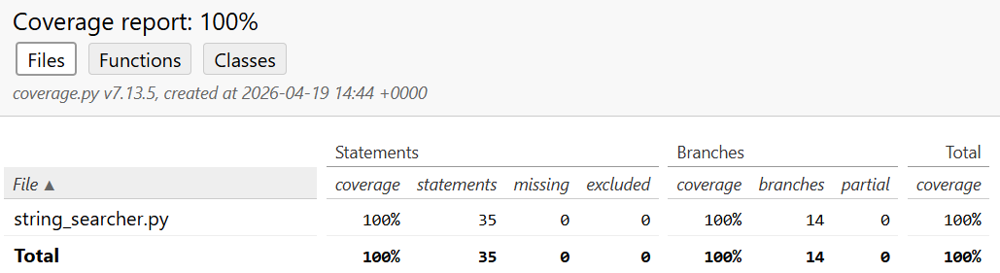 Coverage report: 100%
Files Functions Classes
coverage.py v7.13.5, created at 2026-04-19 14:44 +0000
Statements Branches Total
File ▲ coverage statements missing excluded coverage branches partial coverage
string_searcher.py 100% 35 0 0 100% 14 0 100%
Total 100% 35 0 0 100% 14 0 100%